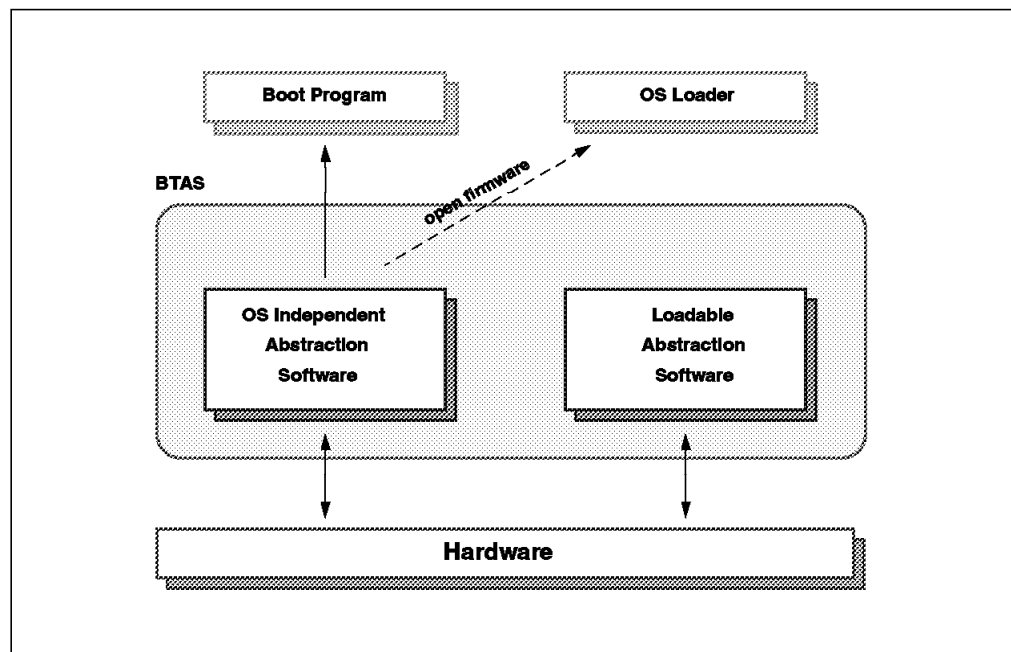 Boot Program
OS Loader
open firmware
BTAS
OS Independent
Abstraction
Software
Loadable
Abstraction
Software
Hardware